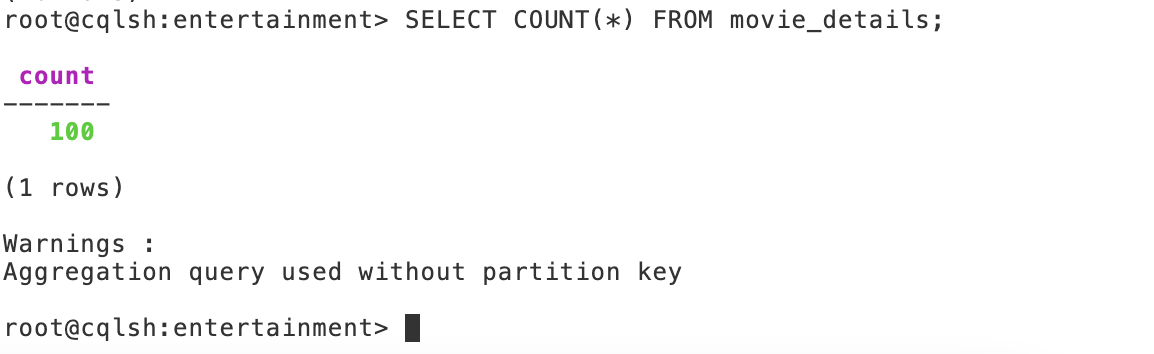 root@cqlsh:entertainment> SELECT COUNT(*) FROM movie_details;
count
-------
100
(1 rows)
Warnings :
Aggregation query used without partition key
root@cqlsh:entertainment>